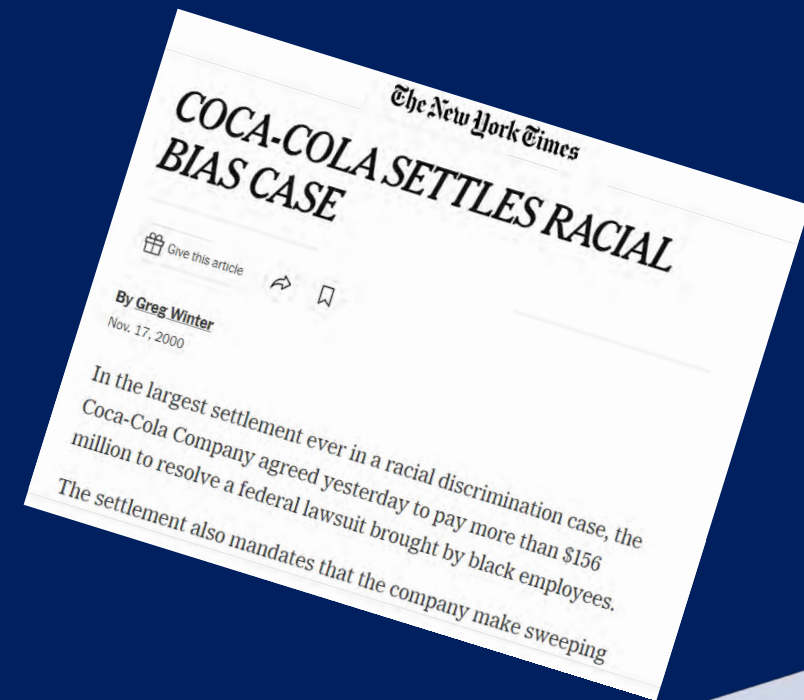 The New York Times
COCA-COLA SETTLES RACIAL
BIAS CASE
Give this article
By Greg Winter
Nov. 17, 2000
In the largest settlement ever in a racial discrimination case, the
Coca-Cola Company agreed yesterday to pay more than $156
million to resolve a federal lawsuit brought by black employees.
The settlement also mandates that the company make sweeping